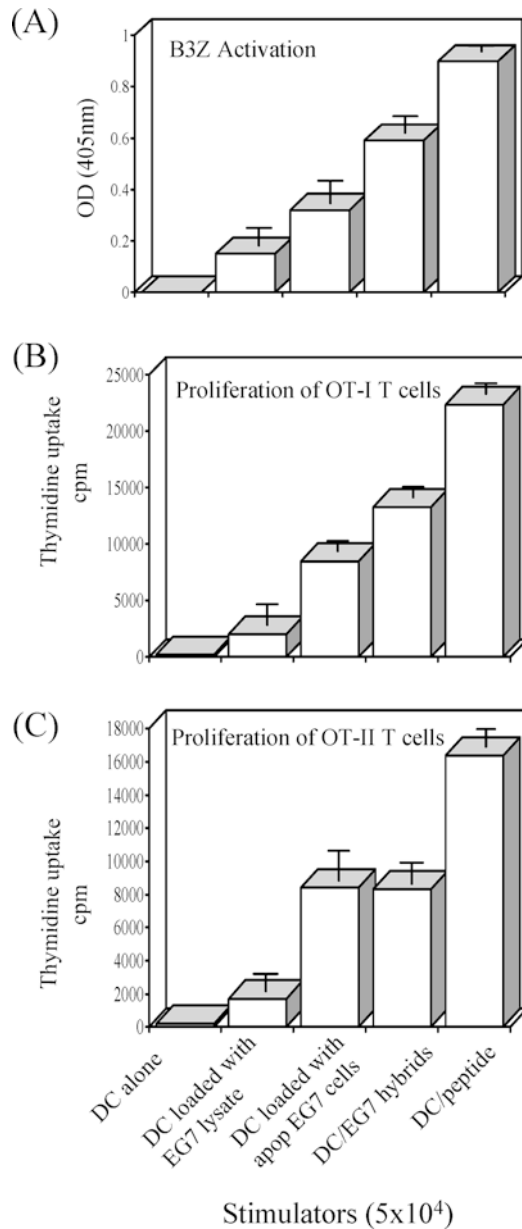 (A)
B3Z Activation
OD (405nm)
1
0.8
0.6
0.4
0.2
0
(B)
Proliferation of OT-I T cells
Thymidine uptake
cpm
25000
20000
15000
10000
5000
0
(C)
Proliferation of OT-II T cells
Thymidine uptake
cpm
18000
16000
14000
12000
10000
8000
6000
4000
2000
0
DC alone
DC loaded with
EG7 lysate
DC loaded with
apop EG7 cells
DC/EG7 hybrids
DC/peptide
Stimulators (5x10⁴)